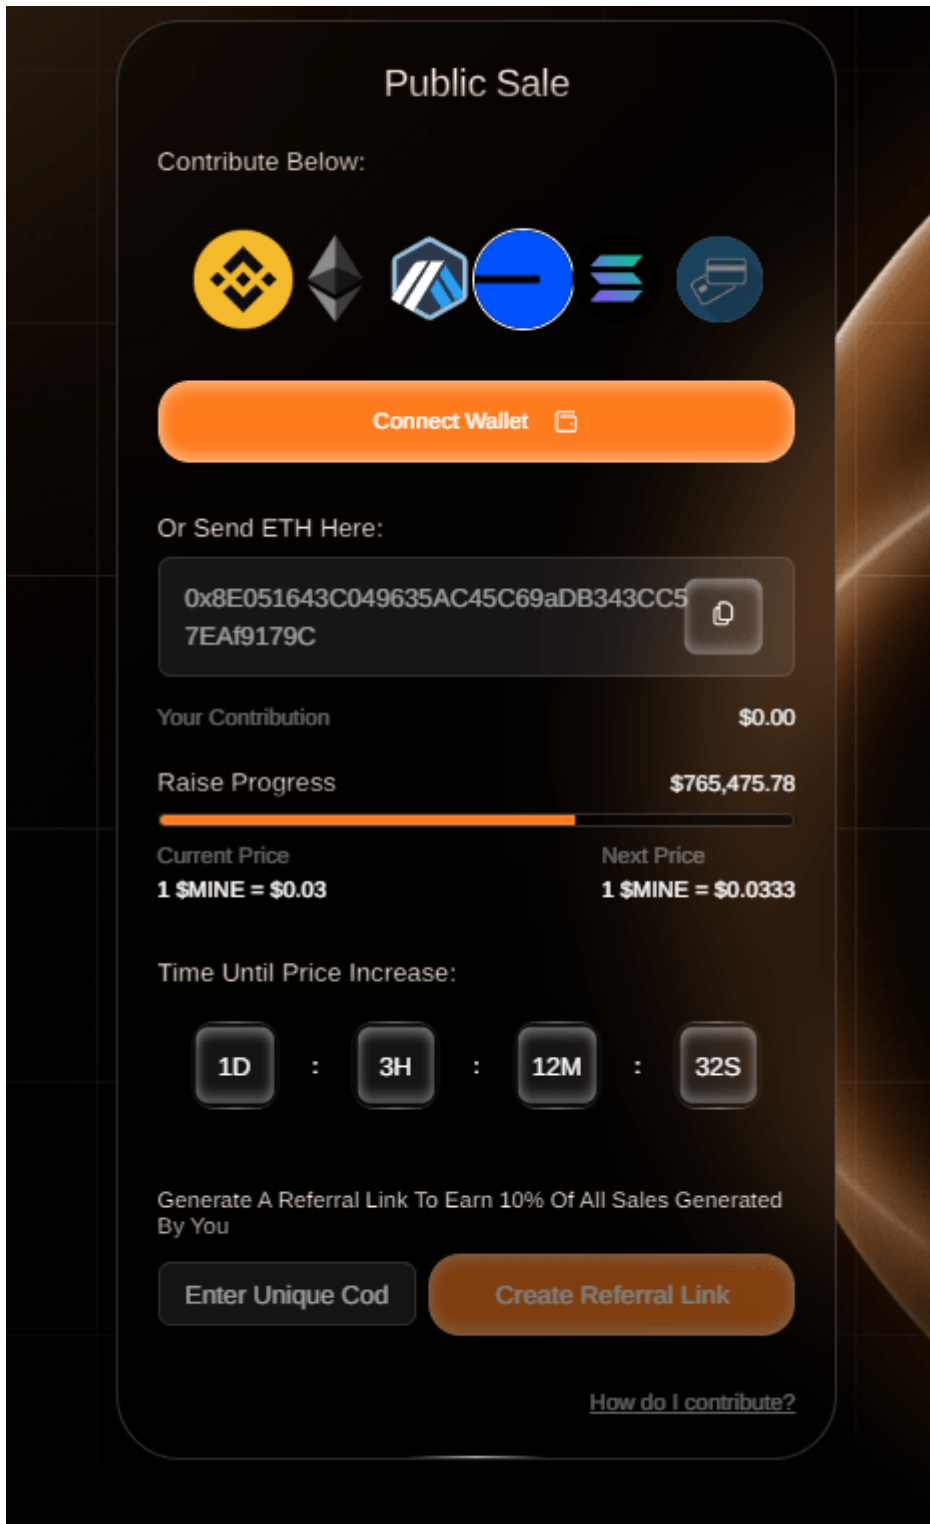 Public Sale
Contribute Below:
Connect Wallet
Or Send ETH Here:
0x8E051643C049635AC45C69aDB343CC5
7EAf9179C
Your Contribution $0.00
Raise Progress $765,475.78
Current Price Next Price
1 $MINE = $0.03 1 $MINE = $0.0333
Time Until Price Increase:
1D : 3H : 12M : 32S
Generate A Referral Link To Earn 10% Of All Sales Generated
By You
Enter Unique Cod Create Referral Link
How do I contribute?